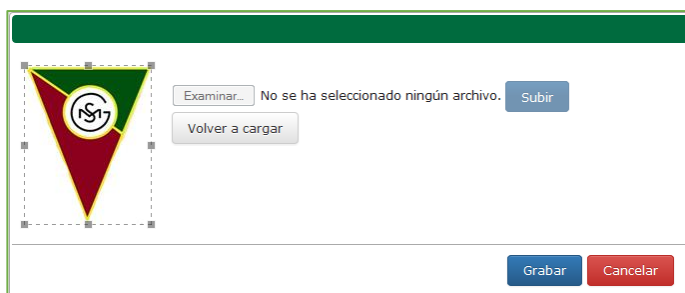 Examinar... No se ha seleccionado ningún archivo. Subir
Volver a cargar
Grabar Cancelar